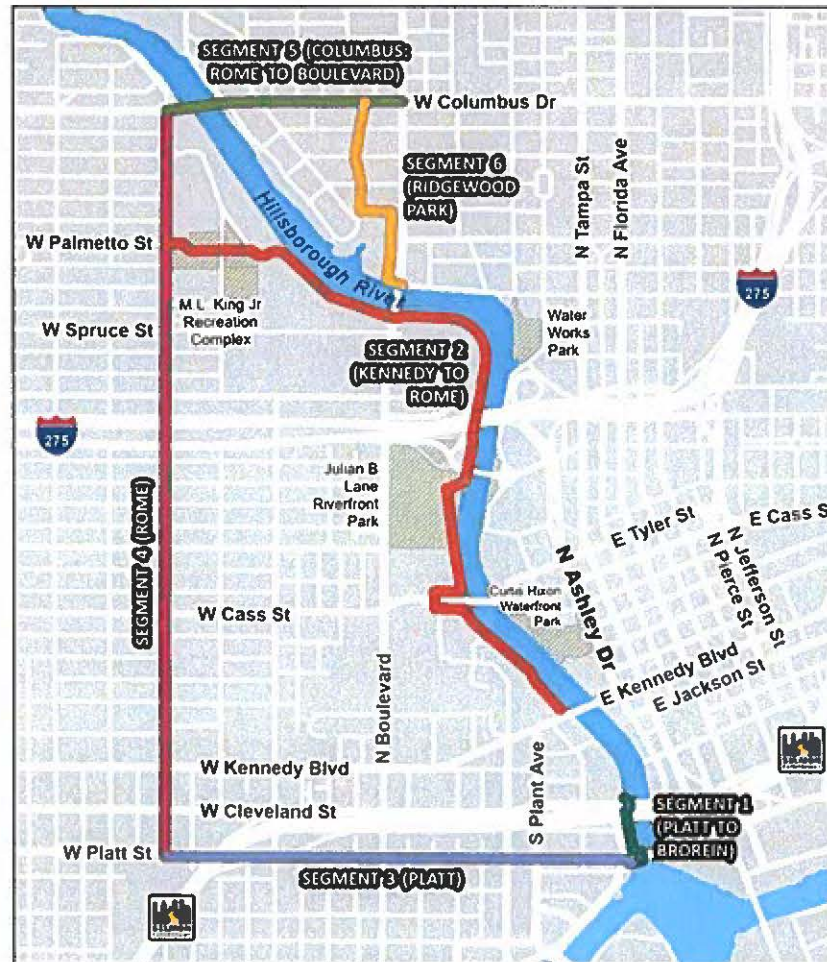 SEGMENT 5 (COLUMBUS:
ROME TO BOULEVARD)
W Columbus Dr
SEGMENT 6
(RIDGEWOOD
PARK)
N Tampa St
N Florida Ave
Hillsborough River
W Palmetto St
M.L. King Jr
Recreation
Complex
275
W Spruce St
Water
Works
Park
SEGMENT 2
(KENNEDY TO
ROME)
275
Julian B
Lane
Riverfront
Park
SEGMENT 4 (ROME)
E Tyler St
E Cass S
N Jefferson St
N Pierce St
N Ashley Dr
Curtis Hixon
Waterfront
Park
W Cass St
N Boulevard
E Kennedy Blvd
E Jackson St
W Kennedy Blvd
S Plant Ave
W Cleveland St
SEGMENT 1
(PLATT TO
BROREIN)
W Platt St
SEGMENT 3 (PLATT)